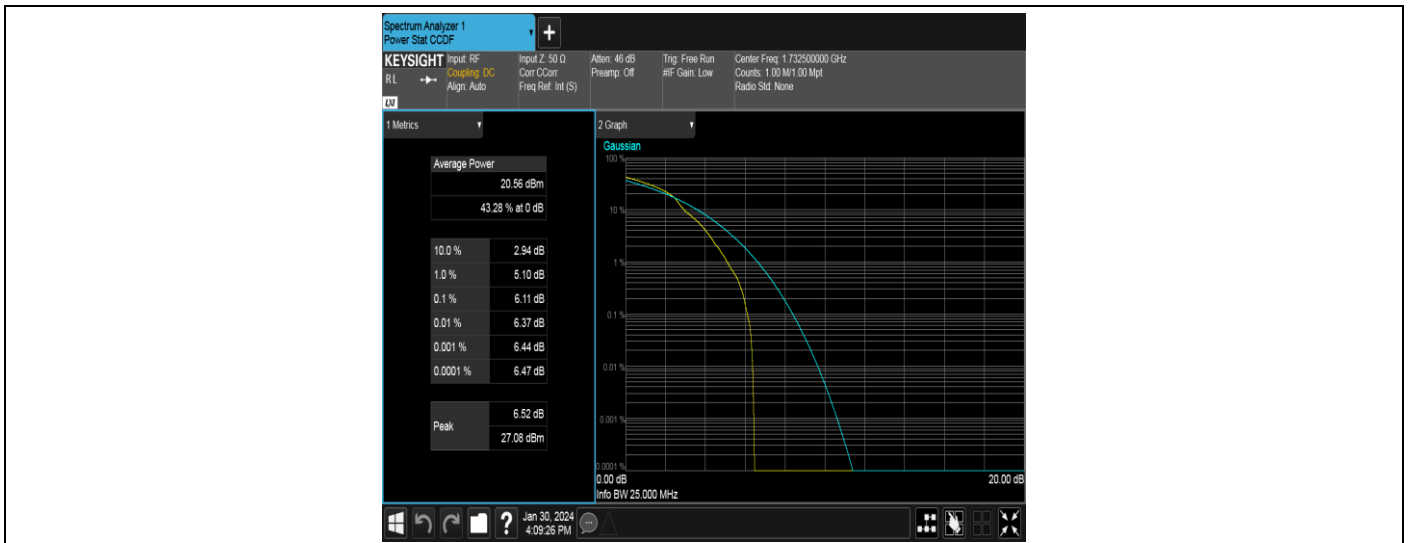 Spectrum Analyzer 1
Power Stat CCDF
+
KEYSIGHT
RL
LXI
Input: RF
Coupling: DC
Align: Auto
Input Z: 50 Ω
Corr CCorr
Freq Ref: Int (S)
Atten: 46 dB
Preamp: Off
Trig: Free Run
#IF Gain: Low
Center Freq: 1.732500000 GHz
Counts: 1.00 M/1.00 Mpt
Radio Std: None
1 Metrics
Average Power
20.56 dBm
43.28 % at 0 dB
10.0 % 2.94 dB
1.0 % 5.10 dB
0.1 % 6.11 dB
0.01 % 6.37 dB
0.001 % 6.44 dB
0.0001 % 6.47 dB
Peak
6.52 dB
27.08 dBm
2 Graph
Gaussian
100 %
10 %
1 %
0.1 %
0.01 %
0.001 %
0.0001 %
0.00 dB 20.00 dB
Info BW 25.000 MHz
?
Jan 30, 2024
4:09:26 PM